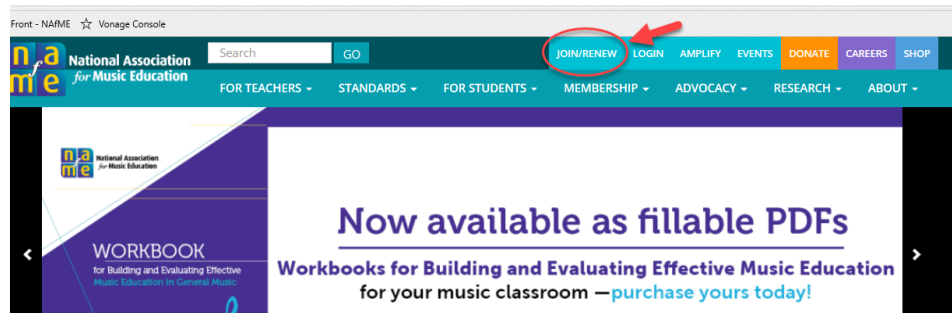 Front - NAfME ☆ Vonage Console
nafme National Association for Music Education
Search GO JOIN/RENEW LOGIN AMPLIFY EVENTS DONATE CAREERS SHOP
FOR TEACHERS STANDARDS FOR STUDENTS MEMBERSHIP ADVOCACY RESEARCH ABOUT
nafme National Association for Music Education
WORKBOOK
for Building and Evaluating Effective
Music Education in General Music
Now available as fillable PDFs
Workbooks for Building and Evaluating Effective Music Education
for your music classroom —purchase yours today!